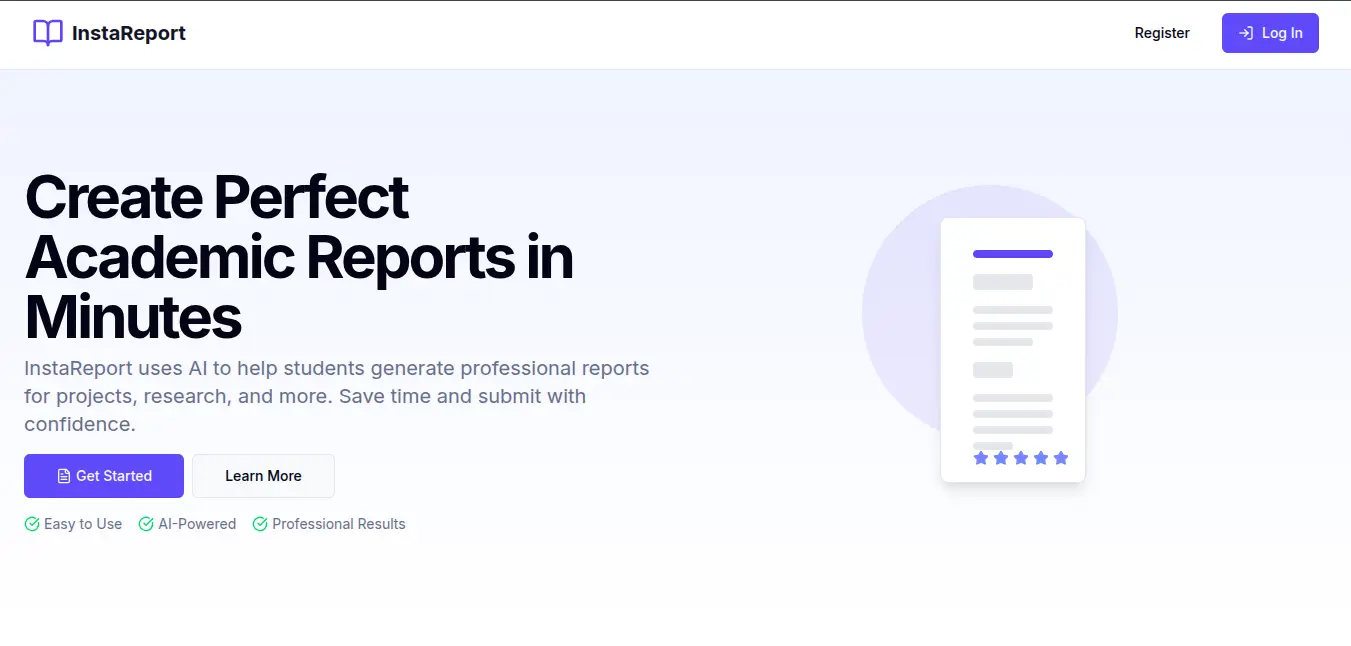 InstaReport
Register
Log In
Create Perfect
Academic Reports in
Minutes
InstaReport uses AI to help students generate professional reports
for projects, research, and more. Save time and submit with
confidence.
Get Started
Learn More
Easy to Use
AI-Powered
Professional Results